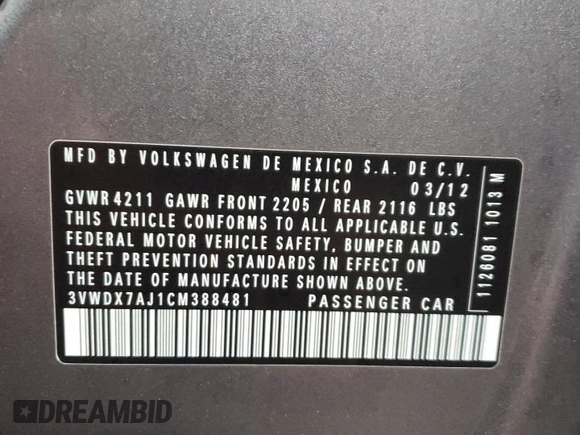 MFD BY VOLKSWAGEN DE MEXICO S.A. DE C.V.
MEXICO 03/12
GVWR 4211 GAWR FRONT 2205 / REAR 2116 LBS
THIS VEHICLE CONFORMS TO ALL APPLICABLE U.S.
FEDERAL MOTOR VEHICLE SAFETY, BUMPER AND
THEFT PREVENTION STANDARDS IN EFFECT ON
THE DATE OF MANUFACTURE SHOWN ABOVE.
3VWDX7AJ1CM388481 PASSENGER CAR
1126081 1013 M
DREAMBID